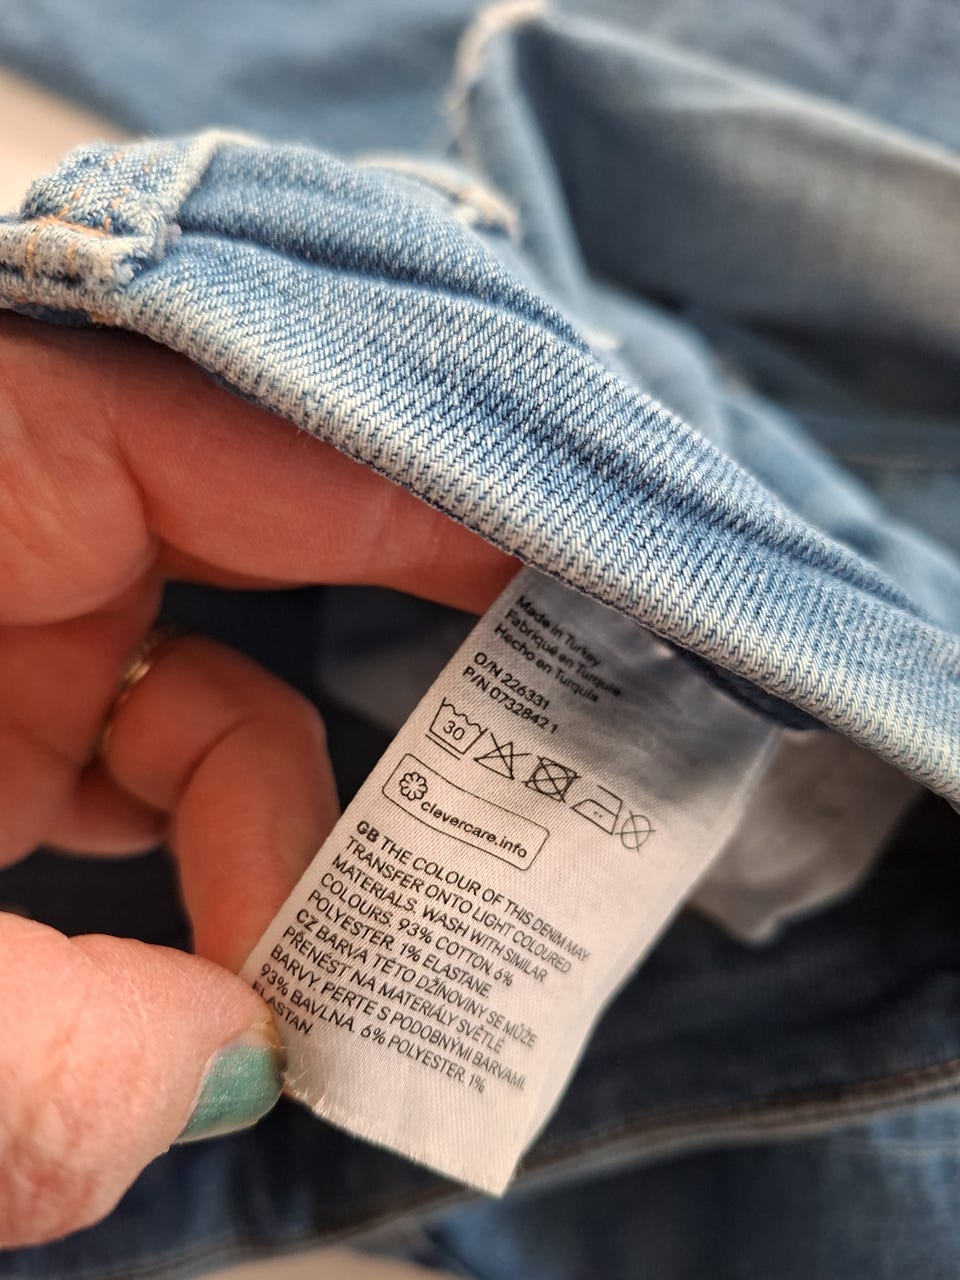 Made in Turkey
Fabriqué en Turquie
Hecho en Turquía
O/N 226331
P/N 0732842 1
30
clevercare.info
GB THE COLOUR OF THIS DENIM MAY
TRANSFER ONTO LIGHT COLOURED
MATERIALS. WASH WITH SIMILAR
COLOURS. 93% COTTON. 6%
POLYESTER. 1% ELASTANE.
CZ BARVA TÉTO DŽÍNOVINY SE MŮŽE
PŘENÉST NA MATERIÁLY SVĚTLÉ
BARVY. PERTE S PODOBNÝMI BARVAMI.
93% BAVLNA. 6% POLYESTER. 1%
ELASTAN.